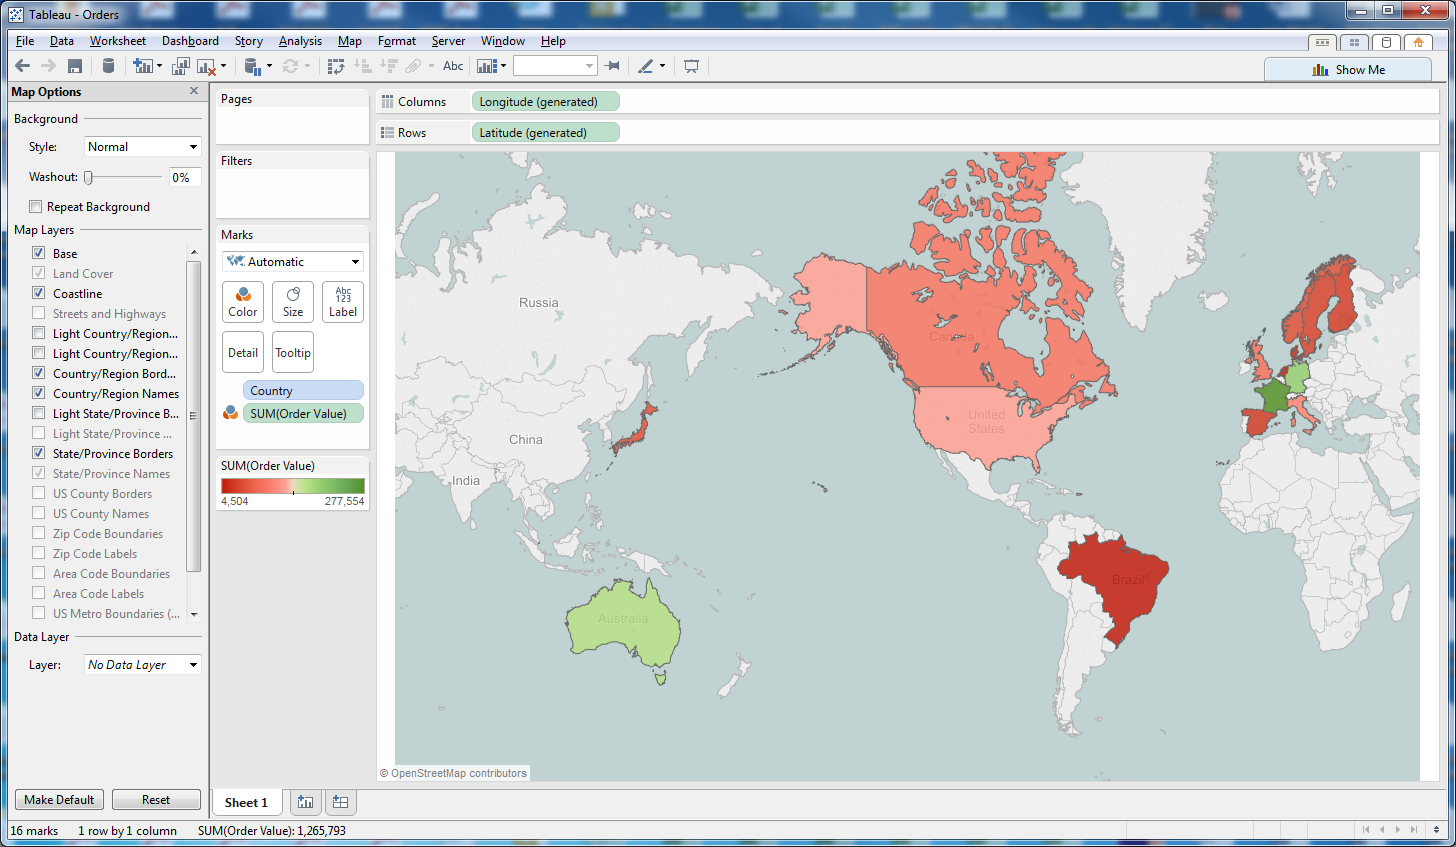 Tableau - Orders
File Data Worksheet Dashboard Story Analysis Map Format Server Window Help
Abc
Show Me
Map Options
Background
Style: Normal
Washout: 0%
Repeat Background
Map Layers
Base
Land Cover
Coastline
Streets and Highways
Light Country/Region...
Light Country/Region...
Country/Region Bord...
Country/Region Names
Light State/Province B...
Light State/Province ...
State/Province Borders
State/Province Names
US County Borders
US County Names
Zip Code Boundaries
Zip Code Labels
Area Code Boundaries
Area Code Labels
US Metro Boundaries (...
Data Layer
Layer: No Data Layer
Make Default Reset
Pages
Filters
Marks
Automatic
Color Size Abc 123 Label
Detail Tooltip
Country
SUM(Order Value)
SUM(Order Value)
4,504 277,554
Columns Longitude (generated)
Rows Latitude (generated)
Russia
Canada
United
States
China
India
Brazil
Australia
© OpenStreetMap contributors
Sheet 1
16 marks 1 row by 1 column SUM(Order Value): 1,265,793